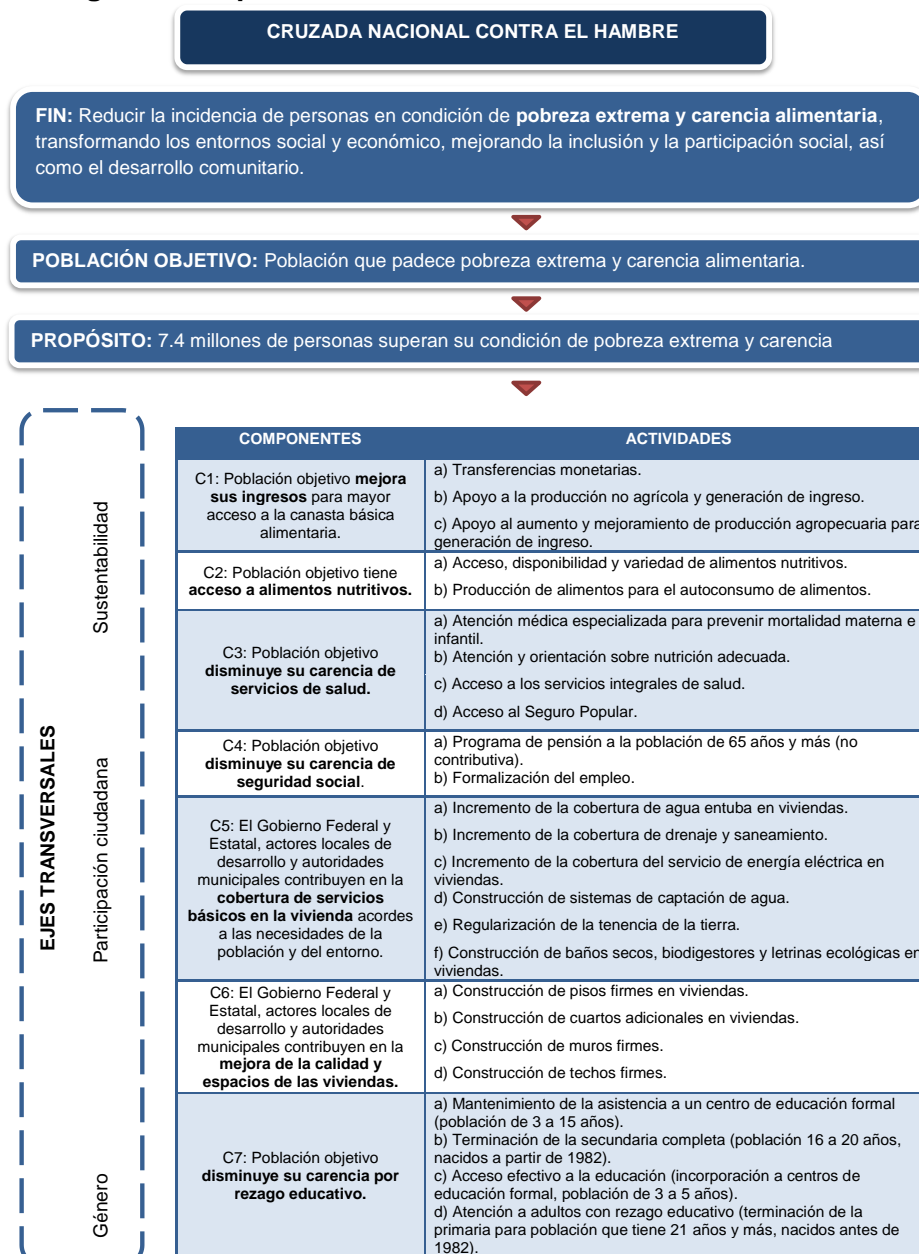 CRUZADA NACIONAL CONTRA EL HAMBRE
FIN: Reducir la incidencia de personas en condición de pobreza extrema y carencia alimentaria,
transformando los entornos social y económico, mejorando la inclusión y la participación social, así
como el desarrollo comunitario.
POBLACIÓN OBJETIVO: Población que padece pobreza extrema y carencia alimentaria.
PROPÓSITO: 7.4 millones de personas superan su condición de pobreza extrema y carencia
EJES TRANSVERSALES
Sustentabilidad
Participación ciudadana
Género
COMPONENTES
ACTIVIDADES
C1: Población objetivo mejora
sus ingresos para mayor
acceso a la canasta básica
alimentaria.
a) Transferencias monetarias.
b) Apoyo a la producción no agrícola y generación de ingreso.
c) Apoyo al aumento y mejoramiento de producción agropecuaria para
generación de ingreso.
C2: Población objetivo tiene
acceso a alimentos nutritivos.
a) Acceso, disponibilidad y variedad de alimentos nutritivos.
b) Producción de alimentos para el autoconsumo de alimentos.
C3: Población objetivo
disminuye su carencia de
servicios de salud.
a) Atención médica especializada para prevenir mortalidad materna e
infantil.
b) Atención y orientación sobre nutrición adecuada.
c) Acceso a los servicios integrales de salud.
d) Acceso al Seguro Popular.
C4: Población objetivo
disminuye su carencia de
seguridad social.
a) Programa de pensión a la población de 65 años y más (no
contributiva).
b) Formalización del empleo.
C5: El Gobierno Federal y
Estatal, actores locales de
desarrollo y autoridades
municipales contribuyen en la
cobertura de servicios
básicos en la vivienda acordes
a las necesidades de la
población y del entorno.
a) Incremento de la cobertura de agua entuba en viviendas.
b) Incremento de la cobertura de drenaje y saneamiento.
c) Incremento de la cobertura del servicio de energía eléctrica en
viviendas.
d) Construcción de sistemas de captación de agua.
e) Regularización de la tenencia de la tierra.
f) Construcción de baños secos, biodigestores y letrinas ecológicas en
viviendas.
C6: El Gobierno Federal y
Estatal, actores locales de
desarrollo y autoridades
municipales contribuyen en la
mejora de la calidad y
espacios de las viviendas.
a) Construcción de pisos firmes en viviendas.
b) Construcción de cuartos adicionales en viviendas.
c) Construcción de muros firmes.
d) Construcción de techos firmes.
C7: Población objetivo
disminuye su carencia por
rezago educativo.
a) Mantenimiento de la asistencia a un centro de educación formal
(población de 3 a 15 años).
b) Terminación de la secundaria completa (población 16 a 20 años,
nacidos a partir de 1982).
c) Acceso efectivo a la educación (incorporación a centros de
educación formal, población de 3 a 5 años).
d) Atención a adultos con rezago educativo (terminación de la
primaria para población que tiene 21 años y más, nacidos antes de
1982).